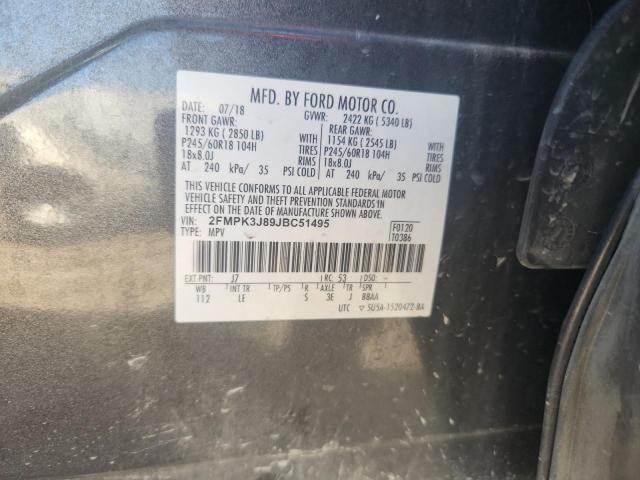 MFD. BY FORD MOTOR CO.
DATE: 07/18 GVWR: 2422 KG ( 5340 LB)
FRONT GAWR: REAR GAWR:
1293 KG ( 2850 LB) WITH 1154 KG ( 2545 LB) WITH
P245/60R18 104H TIRES P245/60R18 104H TIRES
18x8.0J RIMS 18x8.0J RIMS
AT 240 kPa/ 35 PSI COLD AT 240 kPa/ 35 PSI COLD
THIS VEHICLE CONFORMS TO ALL APPLICABLE FEDERAL MOTOR
VEHICLE SAFETY AND THEFT PREVENTION STANDARDS IN
EFFECT ON THE DATE OF MANUFACTURE SHOWN ABOVE.
VIN: 2FMPK3J89JBC51495 F0120
TYPE: MPV T0386
EXT PNT: J7 RC: 53 DSO: -
WB INT TR TP/PS R AXLE TR SPR
112 LE S 3E J BBAA
UTC ▽ 5U5A-1520472-BA